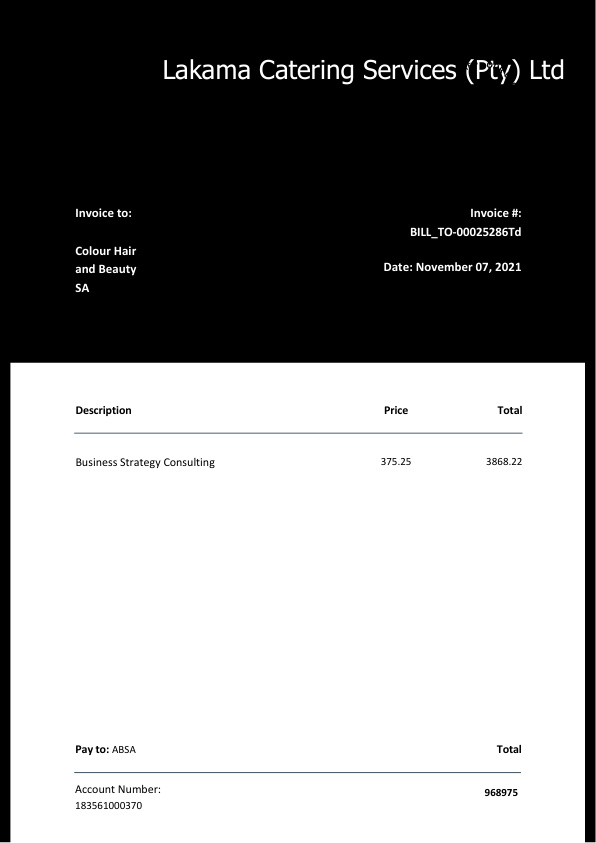 Lakama Catering Services (Pty) Ltd
Invoice to:
Colour Hair
and Beauty
SA
Invoice #:
BILL_TO-00025286Td
Date: November 07, 2021
Description Price Total
Business Strategy Consulting 375.25 3868.22
Pay to: ABSA Total
Account Number:
183561000370
968975